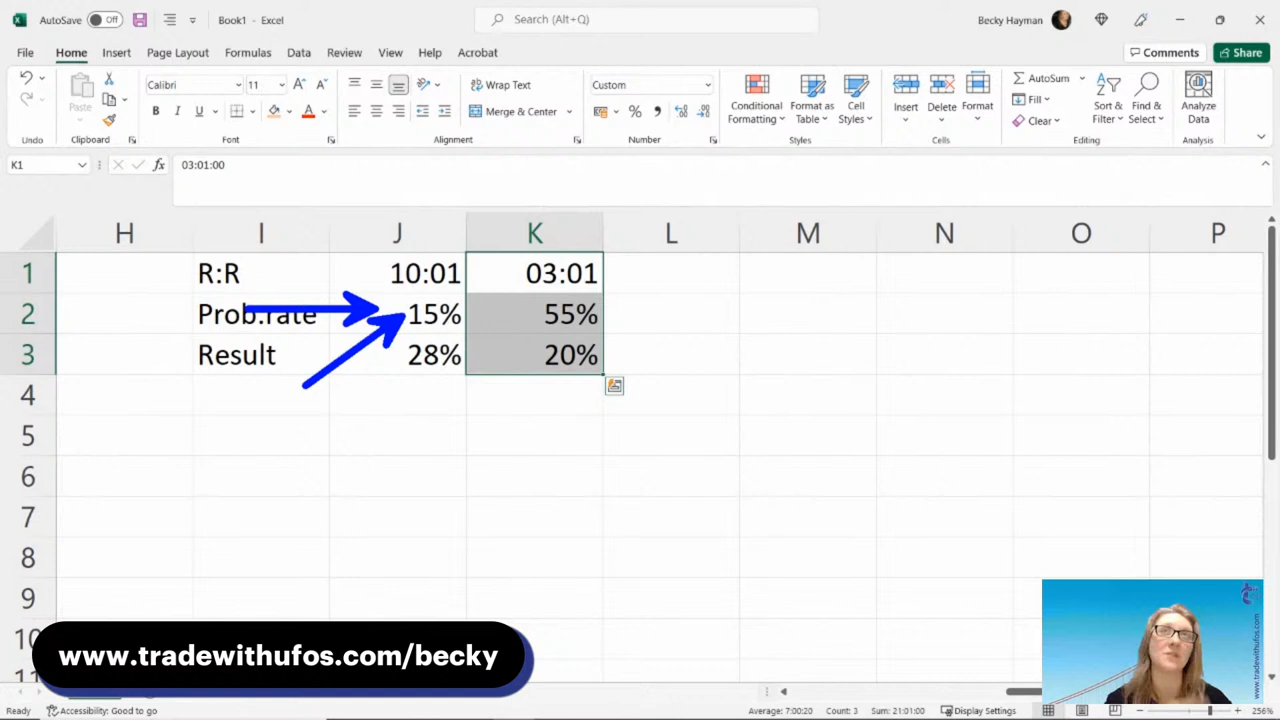 AutoSave Off Book1 - Excel Search (Alt+Q) Becky Hayman
File Home Insert Page Layout Formulas Data Review View Help Acrobat Comments Share
Calibri 11 Wrap Text Custom AutoSum
Paste B I U Merge & Center % Conditional Formatting Format as Table Cell Styles Insert Delete Format Fill Clear Sort & Filter Find & Select Analyze Data
Undo Clipboard Font Alignment Number Styles Cells Editing Analysis
K1 fx 03:01:00
H I J K L M N O P
1 R:R 10:01 03:01
2 Prob.rate 15% 55%
3 Result 28% 20%
4
5
6
7
8
9
10
11
www.tradewithufos.com/becky
www.tradewithufos.com
Ready Accessibility: Good to go Average: 7:00:20 Count: 3 Sum: 21:01:00 Display Settings 256%